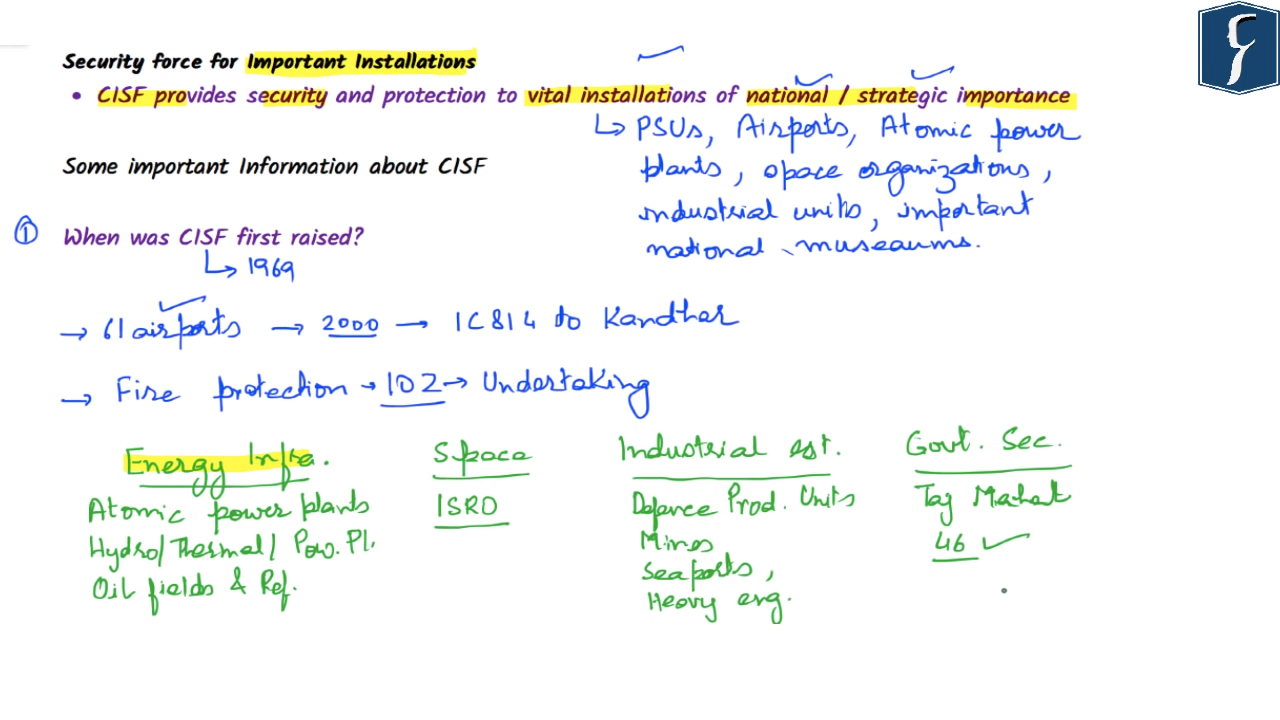 Security force for Important Installations
• CISF provides security and protection to vital installations of national / strategic importance
↳ PSUs, Airports, Atomic power
plants, space organizations,
industrial units, important
national museaums.
Some important Information about CISF
① When was CISF first raised?
↳ 1969
→ 61 airports → 2000 → IC814 to Kandhar
→ Fire protection → 102 → Undertaking
Energy Infra. Space Industrial est. Govt. Sec.
Atomic power plants ISRO Defence Prod. Units Taj Mahal
Hydro/Thermal/ Pow. Pl. Mines 46
Oil fields & Ref. Seaports,
Heavy eng.